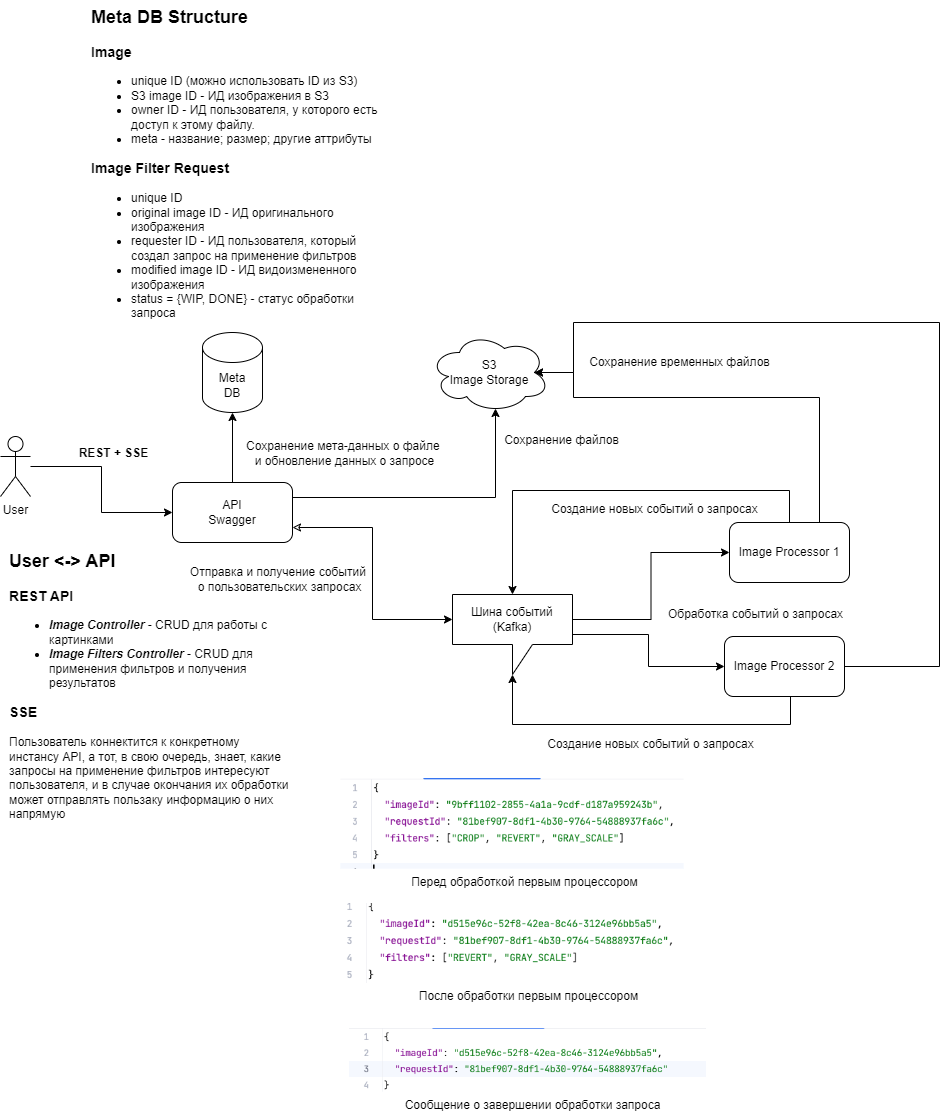 Meta DB Structure
Image
unique ID (можно использовать ID из S3)
S3 image ID - ИД изображения в S3
owner ID - ИД пользователя, у которого есть
доступ к этому файлу.
meta - название; размер; другие аттрибуты
Image Filter Request
unique ID
original image ID - ИД оригинального
изображения
requester ID - ИД пользователя, который
создал запрос на применение фильтров
modified image ID - ИД видоизмененного
изображения
status = {WIP, DONE} - статус обработки
запроса
Meta
DB
S3
Image Storage
Сохранение временных файлов
REST + SSE
Сохранение мета-данных о файле
и обновление данных о запросе
Сохранение файлов
User
API
Swagger
Создание новых событий о запросах
Image Processor 1
User <-> API
Отправка и получение событий
о пользовательских запросах
REST API
Шина событий
(Kafka)
Обработка событий о запросах
Image Controller - CRUD для работы с
картинками
Image Filters Controller - CRUD для
применения фильтров и получения
результатов
Image Processor 2
SSE
Пользователь коннектится к конкретному
инстансу API, а тот, в свою очередь, знает, какие
запросы на применение фильтров интересуют
пользователя, и в случае окончания их обработки
может отправлять пользаку информацию о них
напрямую
Создание новых событий о запросах
1 {
2 "imageId": "9bff1102-2855-4a1a-9cdf-d187a959243b",
3 "requestId": "81bef907-8df1-4b30-9764-54888937fa6c",
4 "filters": ["CROP", "REVERT", "GRAY_SCALE"]
5 }
Перед обработкой первым процессором
1 {
2 "imageId": "d515e96c-52f8-42ea-8c46-3124e96bb5a5",
3 "requestId": "81bef907-8df1-4b30-9764-54888937fa6c",
4 "filters": ["REVERT", "GRAY_SCALE"]
5 }
После обработки первым процессором
1 {
2 "imageId": "d515e96c-52f8-42ea-8c46-3124e96bb5a5",
3 "requestId": "81bef907-8df1-4b30-9764-54888937fa6c"
4 }
Сообщение о завершении обработки запроса